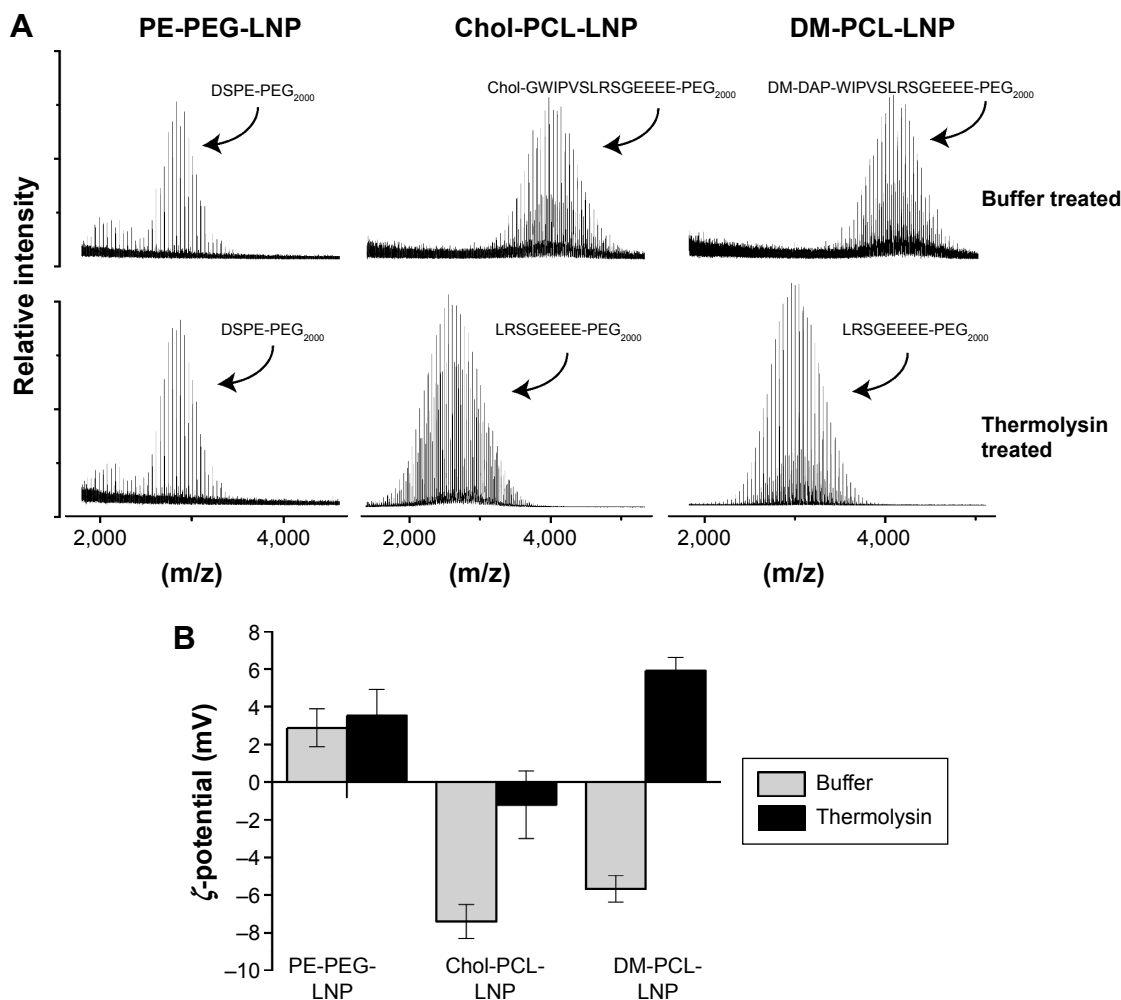 A
PE-PEG-LNP
Chol-PCL-LNP
DM-PCL-LNP
DSPE-PEG2000
Chol-GWIPVSLRSGEEEE-PEG2000
DM-DAP-WIPVSLRSGEEEE-PEG2000
Buffer treated
Relative intensity
DSPE-PEG2000
LRSGEEEE-PEG2000
LRSGEEEE-PEG2000
Thermolysin
treated
2,000
4,000
2,000
4,000
2,000
4,000
(m/z)
(m/z)
(m/z)
B
ζ-potential (mV)
8
6
4
2
0
–2
–4
–6
–8
–10
Buffer
Thermolysin
PE-PEG-
LNP
Chol-PCL-
LNP
DM-PCL-
LNP